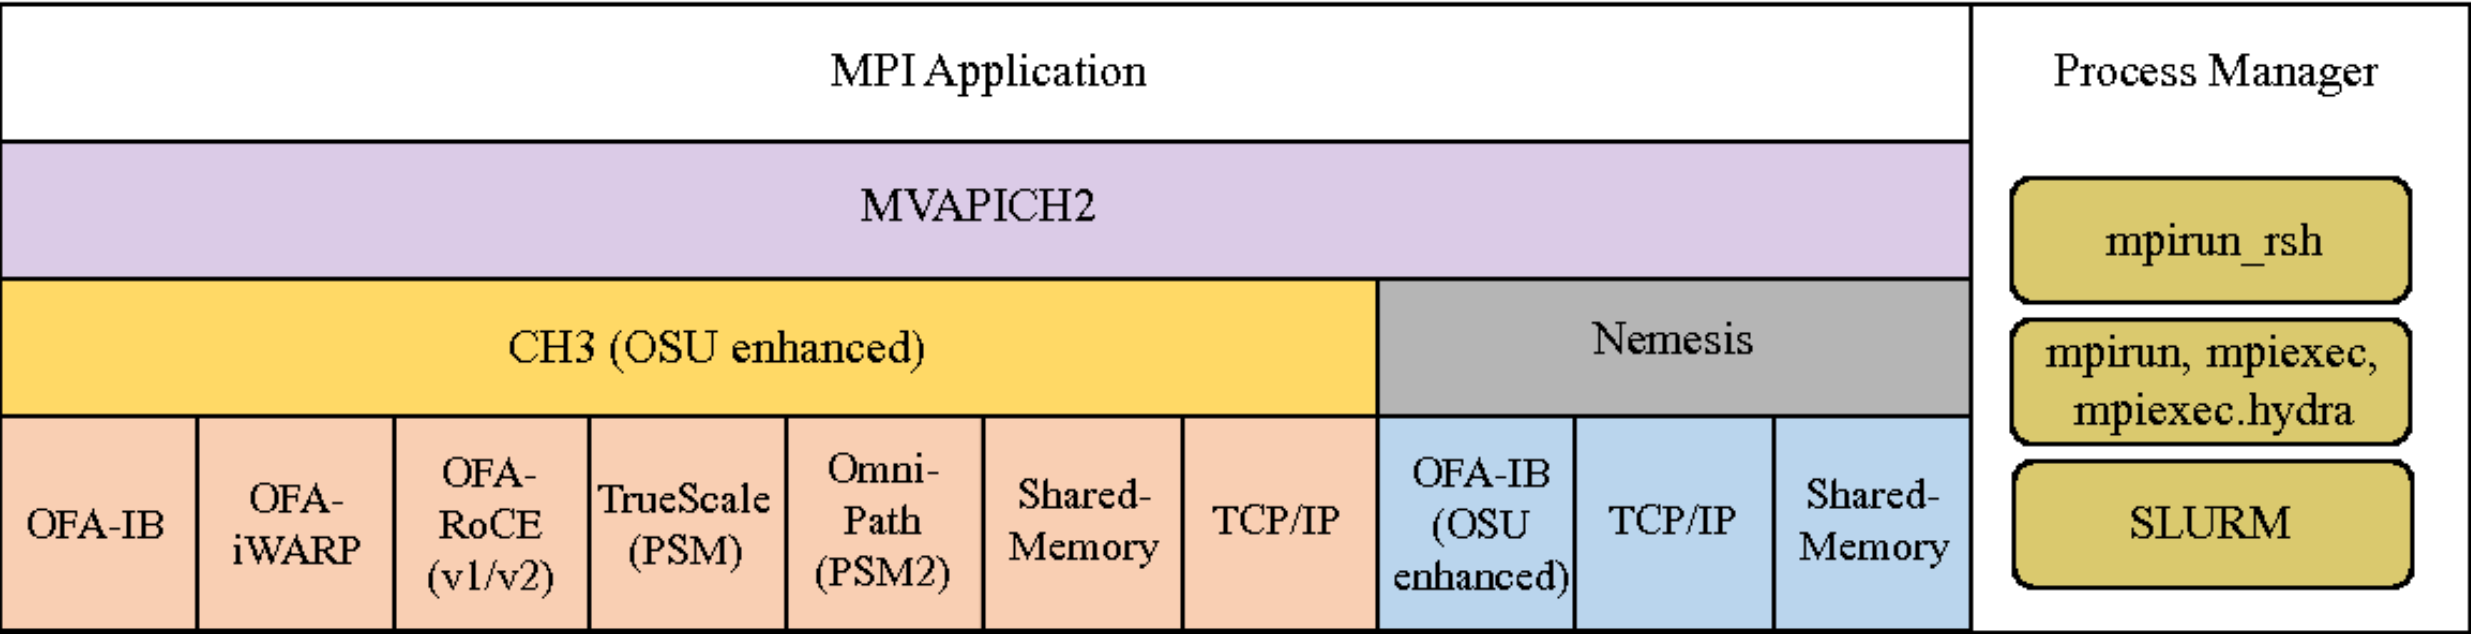 MPI Application
Process Manager
MVAPICH2
mpirun_rsh
CH3 (OSU enhanced)
Nemesis
mpirun, mpiexec,
mpiexec.hydra
OFA-IB
OFA-
iWARP
OFA-
RoCE
(v1/v2)
TrueScale
(PSM)
Omni-
Path
(PSM2)
Shared-
Memory
TCP/IP
OFA-IB
(OSU
enhanced)
TCP/IP
Shared-
Memory
SLURM